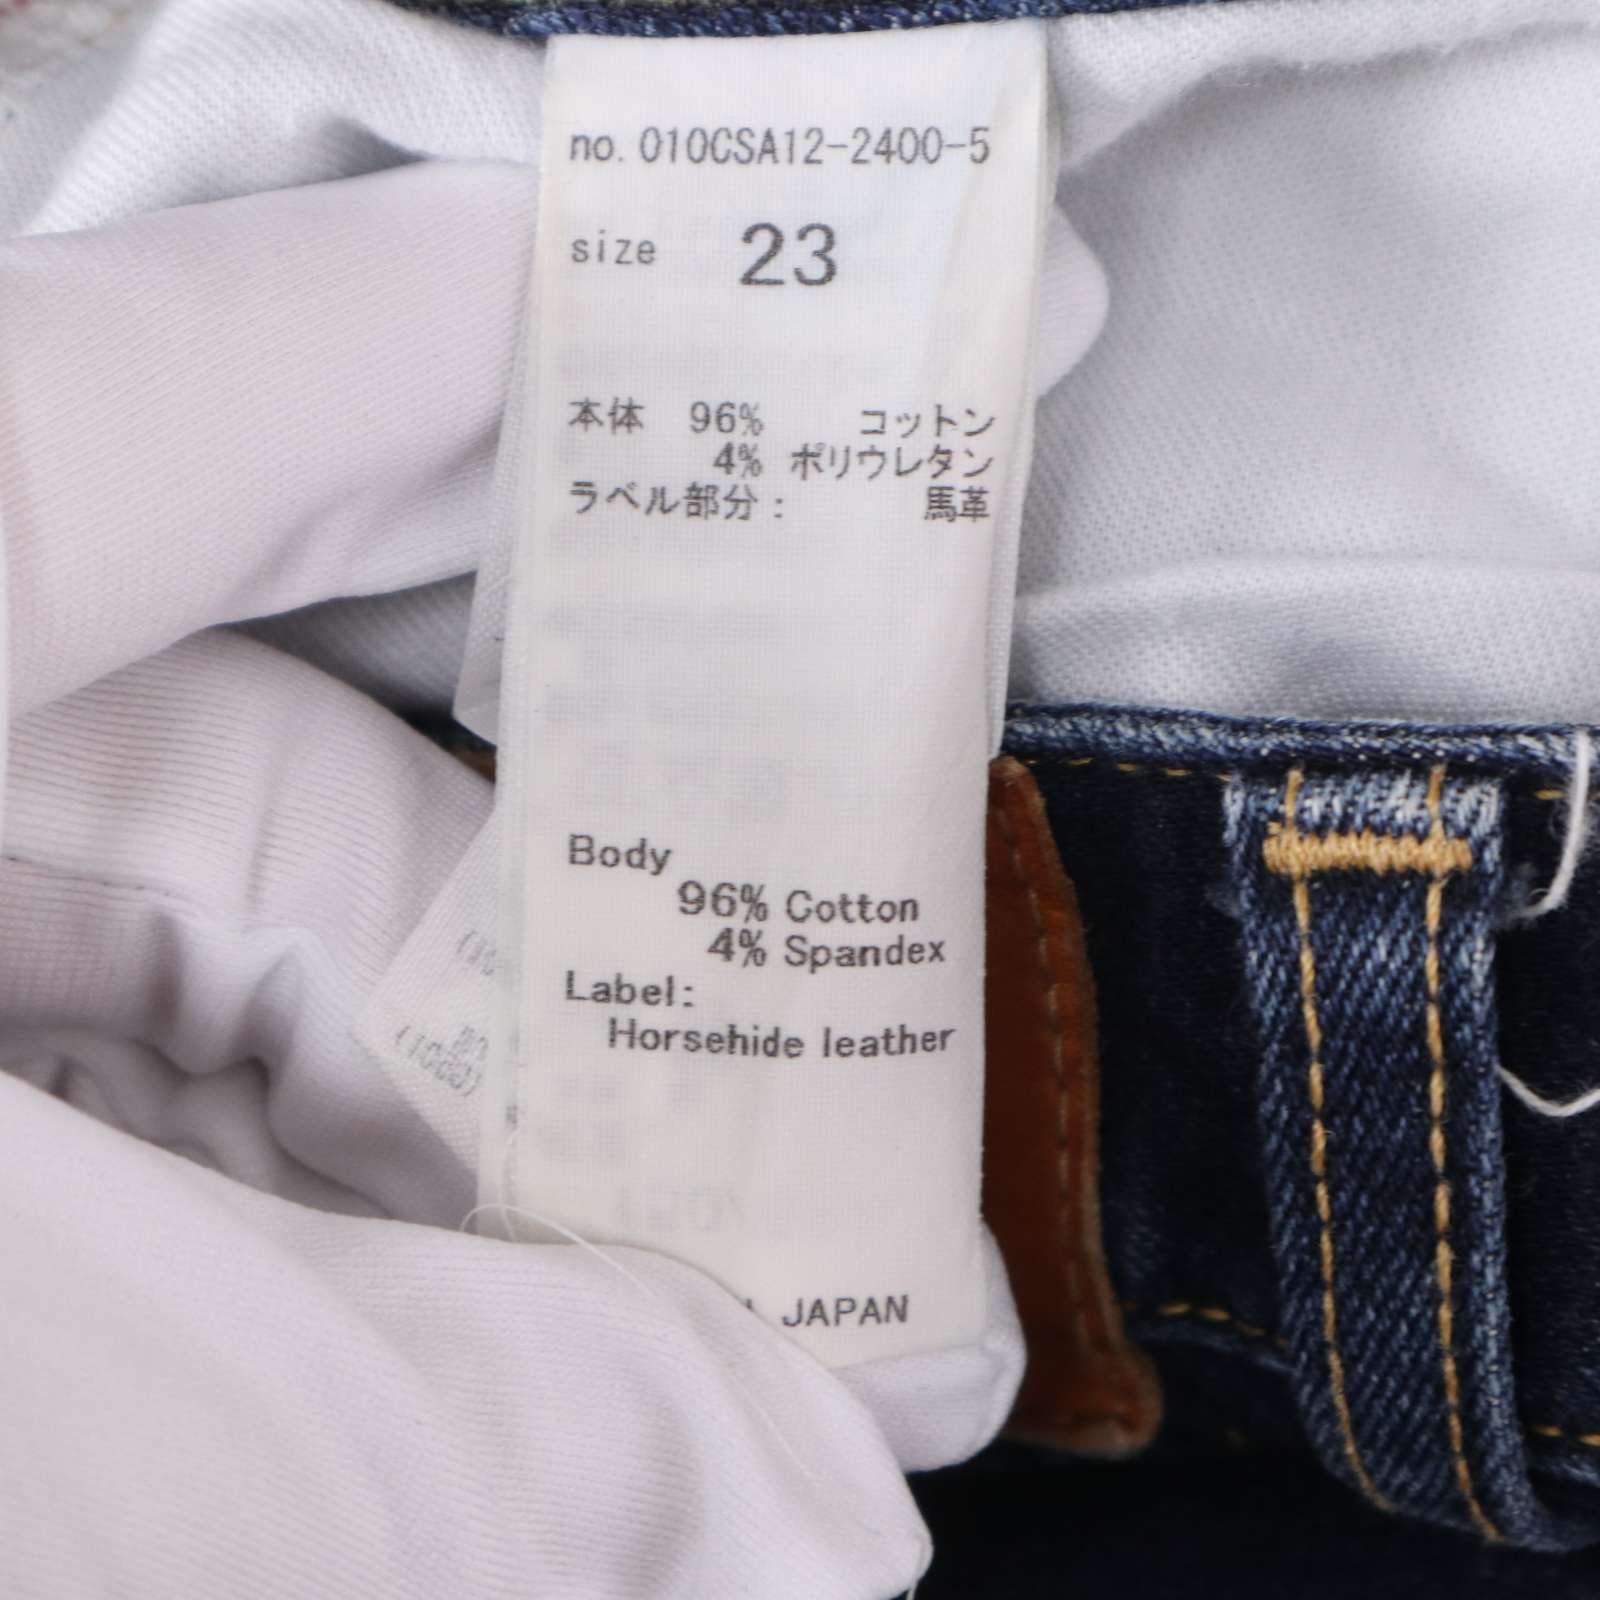 no. 010CSA12-2400-5
size 23
本体 96% コットン
4% ポリウレタン
ラベル部分: 馬革
Body
96% Cotton
4% Spandex
Label:
Horsehide leather
JAPAN